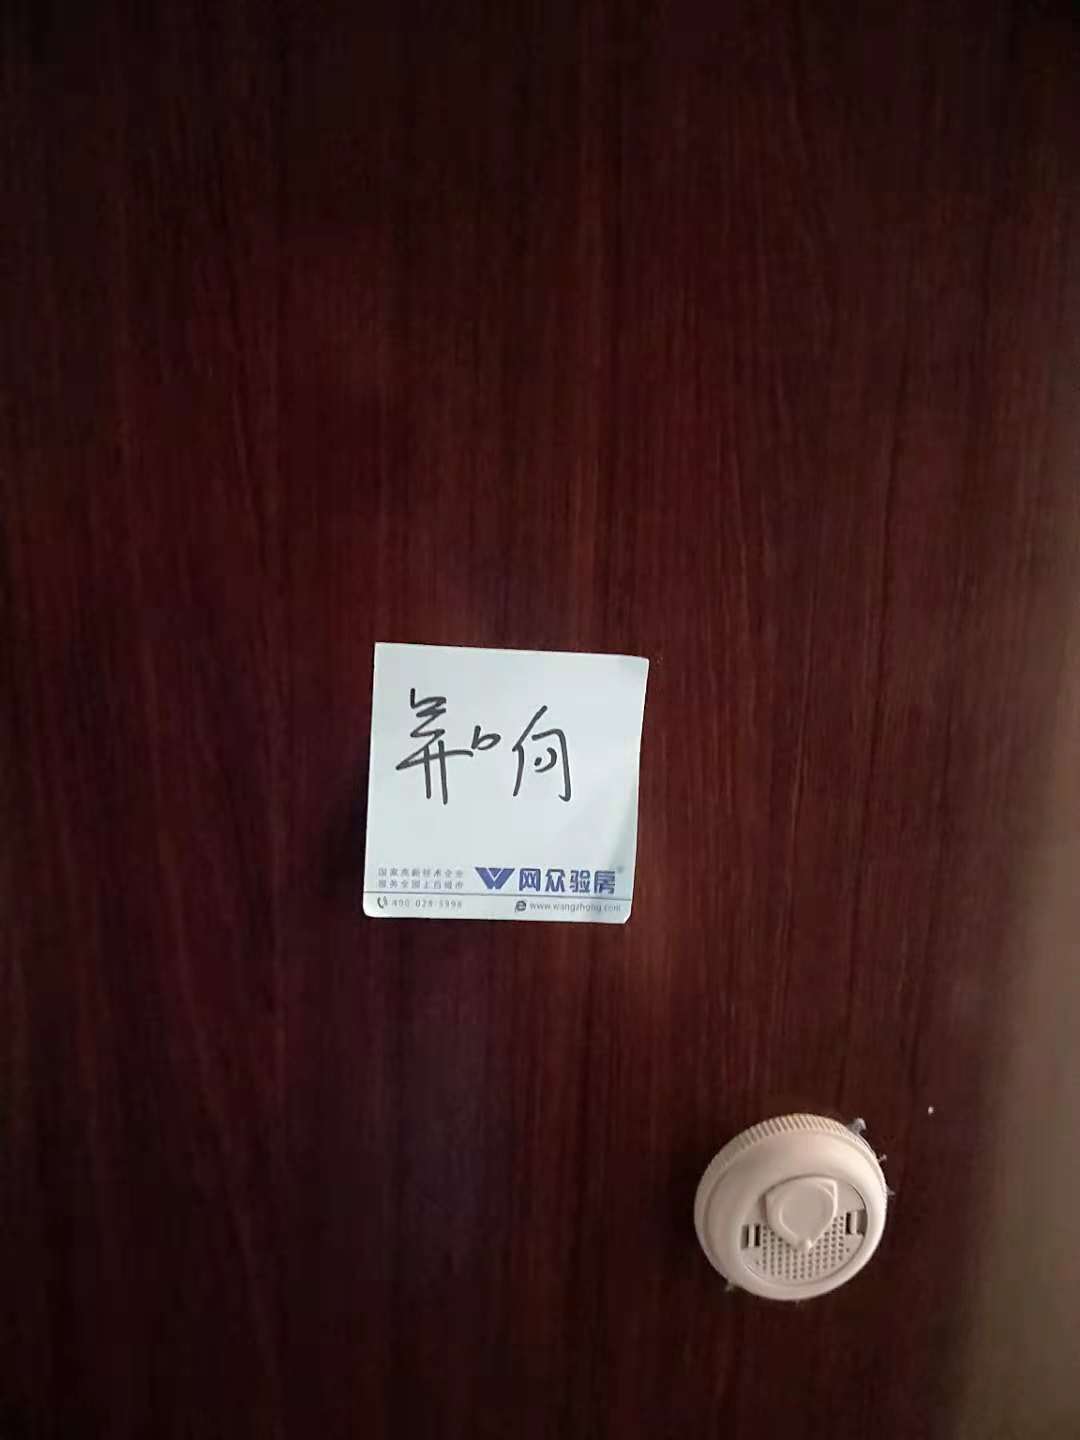 异响
国家高新技术企业
服务全国上百城市
网众验房
400-028-5998
www.wangzhong.com